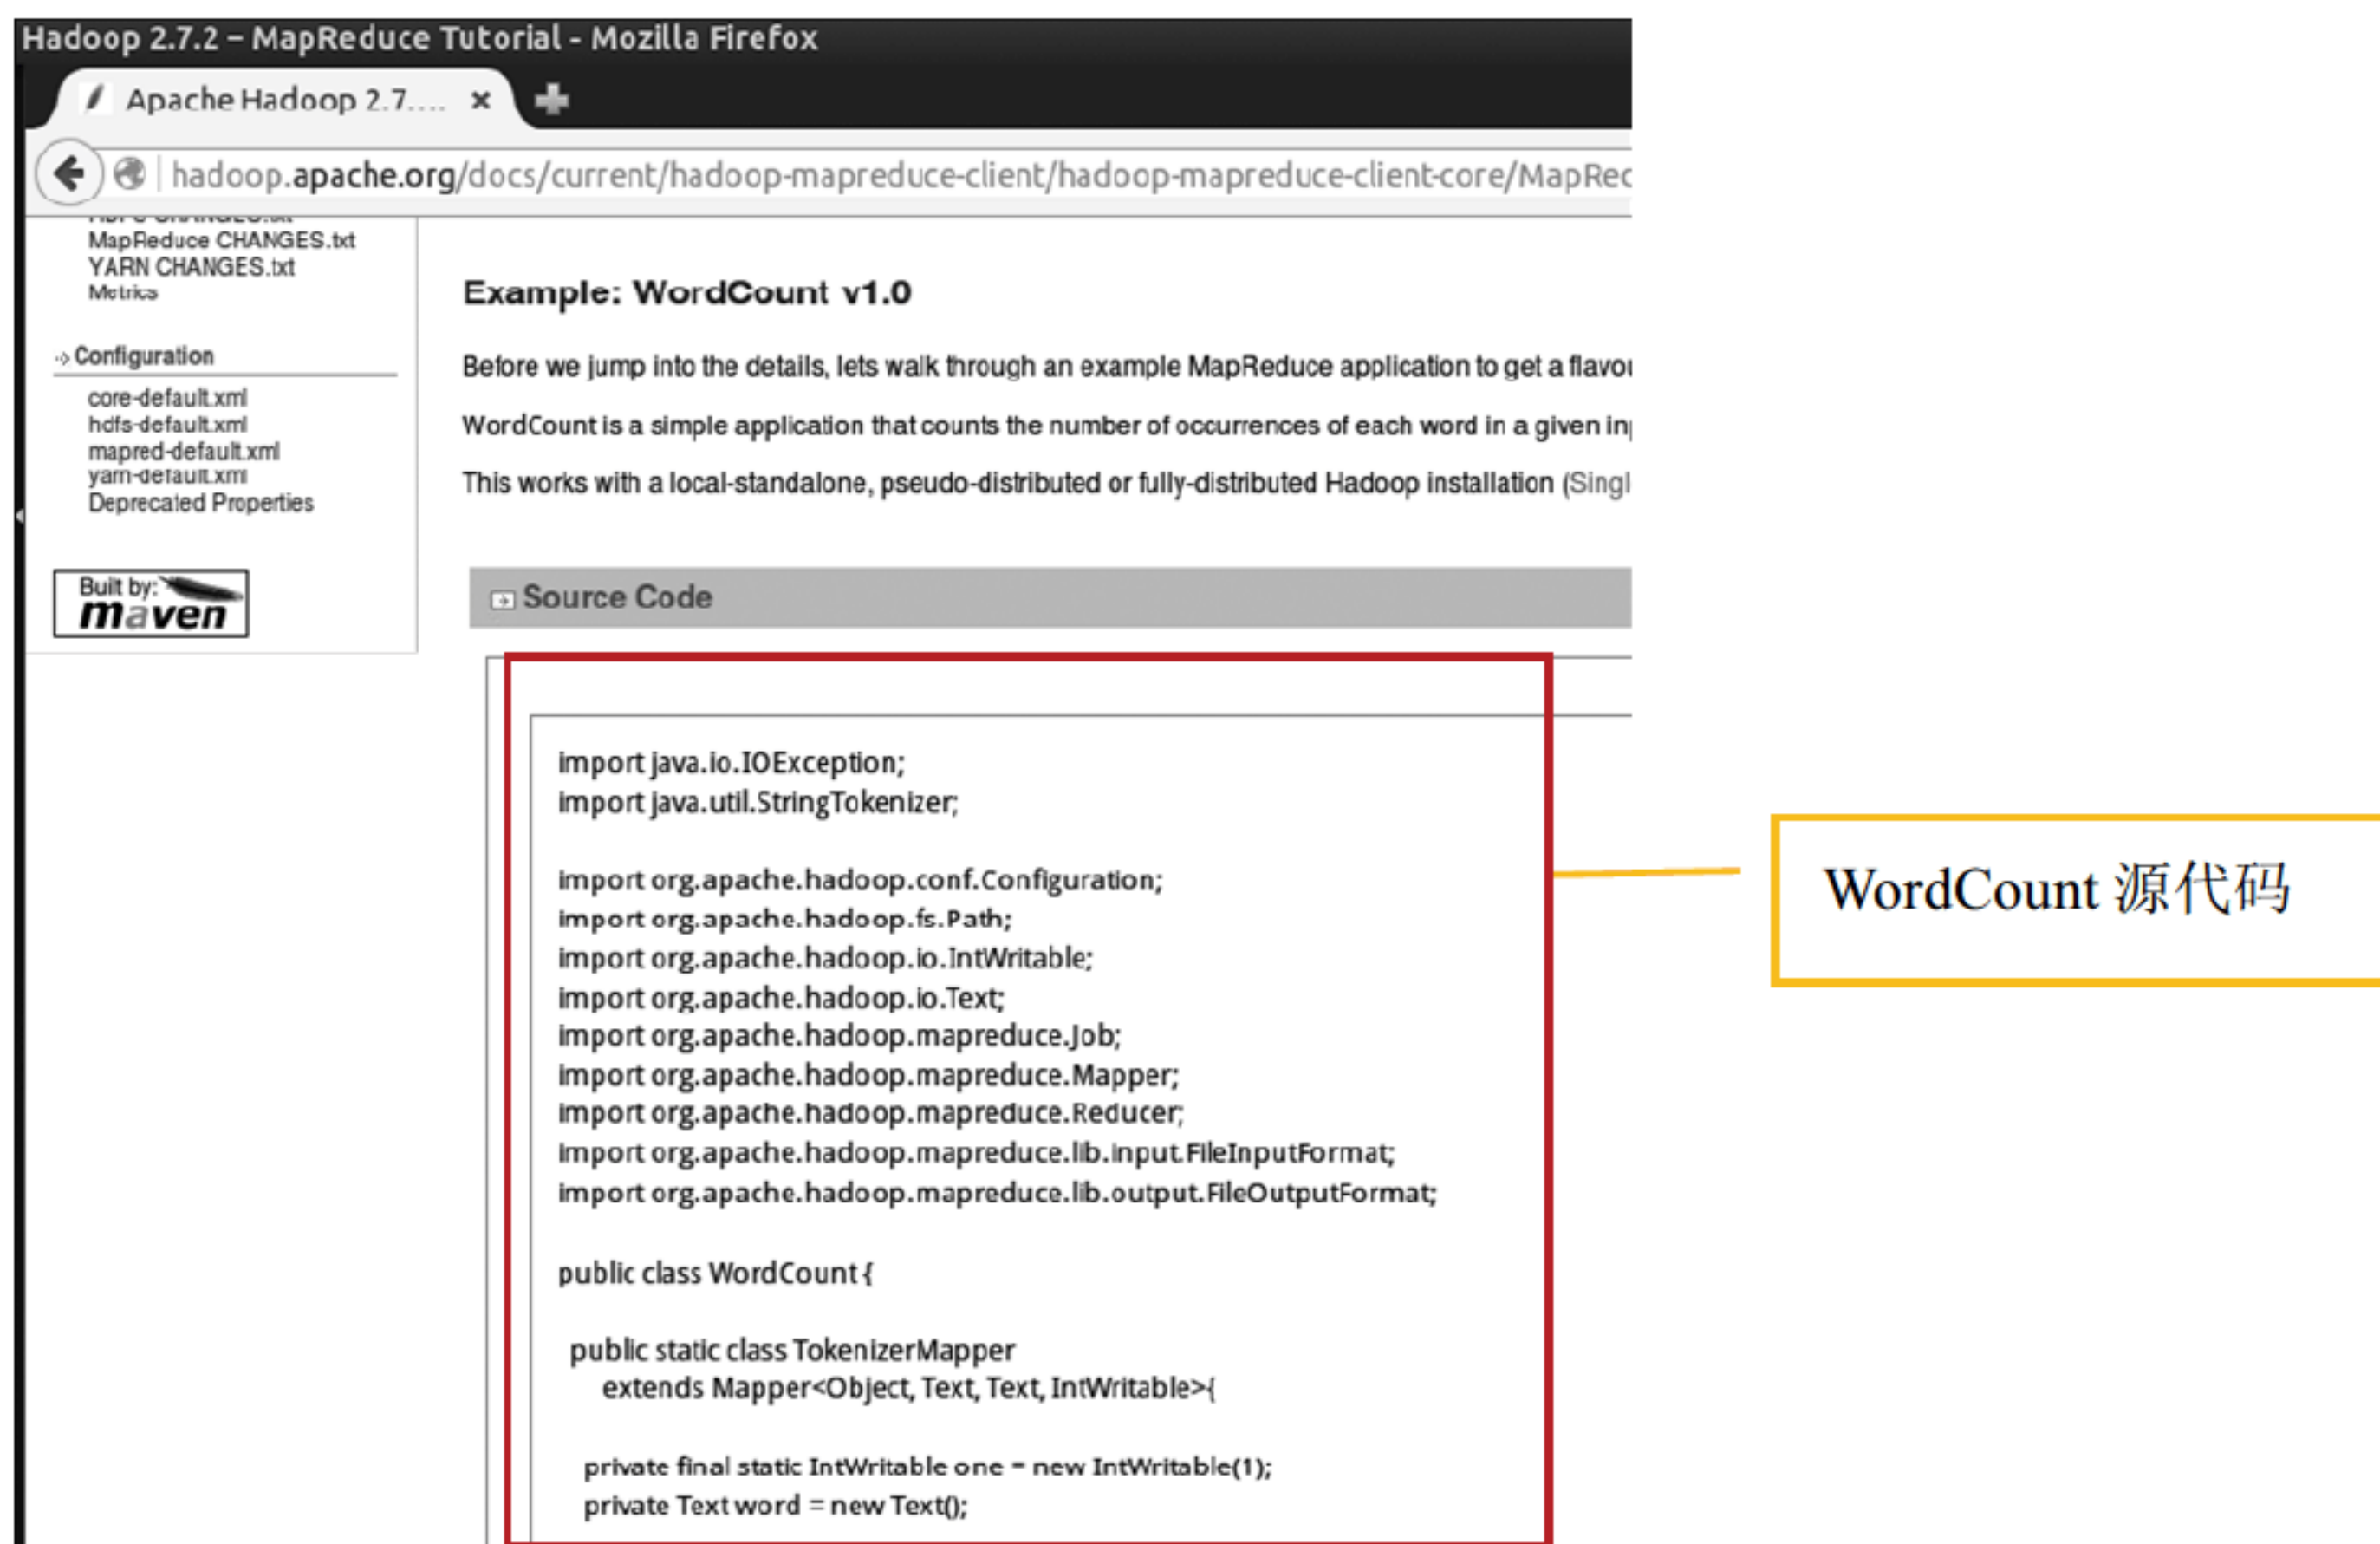 Hadoop 2.7.2 – MapReduce Tutorial - Mozilla Firefox
Apache Hadoop 2.7....
hadoop.apache.org/docs/current/hadoop-mapreduce-client/hadoop-mapreduce-client-core/MapRec
MapReduce CHANGES.txt
YARN CHANGES.txt
Metrics
Configuration
core-default.xml
hdfs-default.xml
mapred-default.xml
yarn-default.xml
Deprecated Properties
Built by:
maven
Example: WordCount v1.0
Before we jump into the details, lets walk through an example MapReduce application to get a flavou
WordCount is a simple application that counts the number of occurrences of each word in a given in
This works with a local-standalone, pseudo-distributed or fully-distributed Hadoop installation (Singl
Source Code
import java.io.IOException;
import java.util.StringTokenizer;
import org.apache.hadoop.conf.Configuration;
import org.apache.hadoop.fs.Path;
import org.apache.hadoop.io.IntWritable;
import org.apache.hadoop.io.Text;
import org.apache.hadoop.mapreduce.Job;
import org.apache.hadoop.mapreduce.Mapper;
import org.apache.hadoop.mapreduce.Reducer;
import org.apache.hadoop.mapreduce.lib.input.FileInputFormat;
import org.apache.hadoop.mapreduce.lib.output.FileOutputFormat;
public class WordCount {
public static class TokenizerMapper
extends Mapper<Object, Text, Text, IntWritable>{
private final static IntWritable one = new IntWritable(1);
private Text word = new Text();
WordCount 源代码